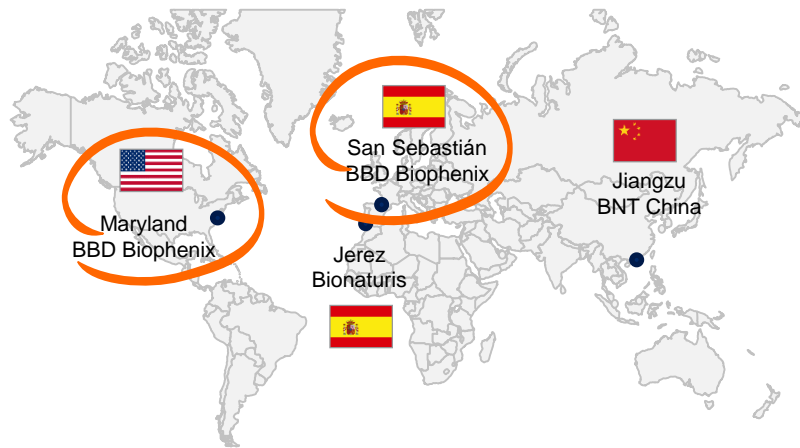 Maryland
BBD Biophenix
San Sebastián
BBD Biophenix
Jerez
Bionaturis
Jiangzu
BNT China